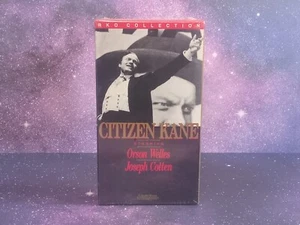 RKO COLLECTION
CITIZEN KANE
Orson Welles
Joseph Cotten